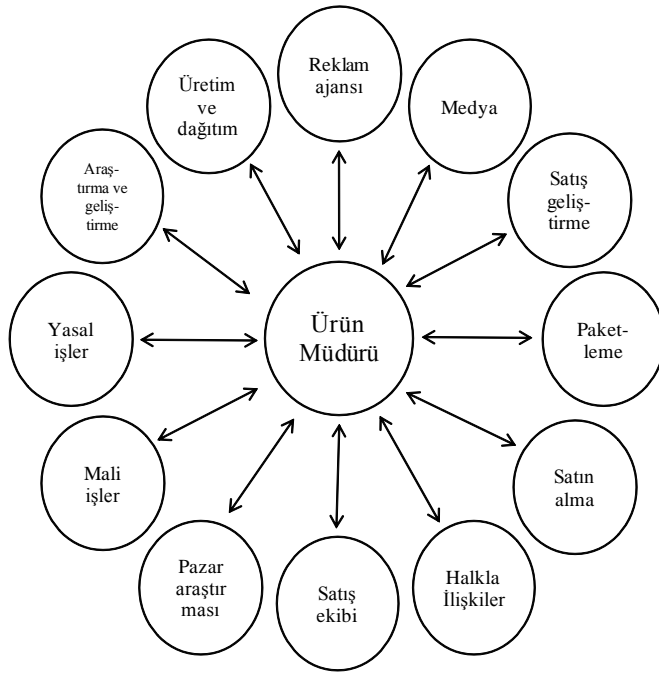 Reklam
ajansı
Medya
Satış
geliş-
tirme
Paket-
leme
Satın
alma
Halkla
İlişkiler
Satış
ekibi
Pazar
araştır
ması
Mali
işler
Yasal
işler
Araş-
tırma ve
geliş-
tirme
Üretim
ve
dağıtım
Ürün
Müdürü